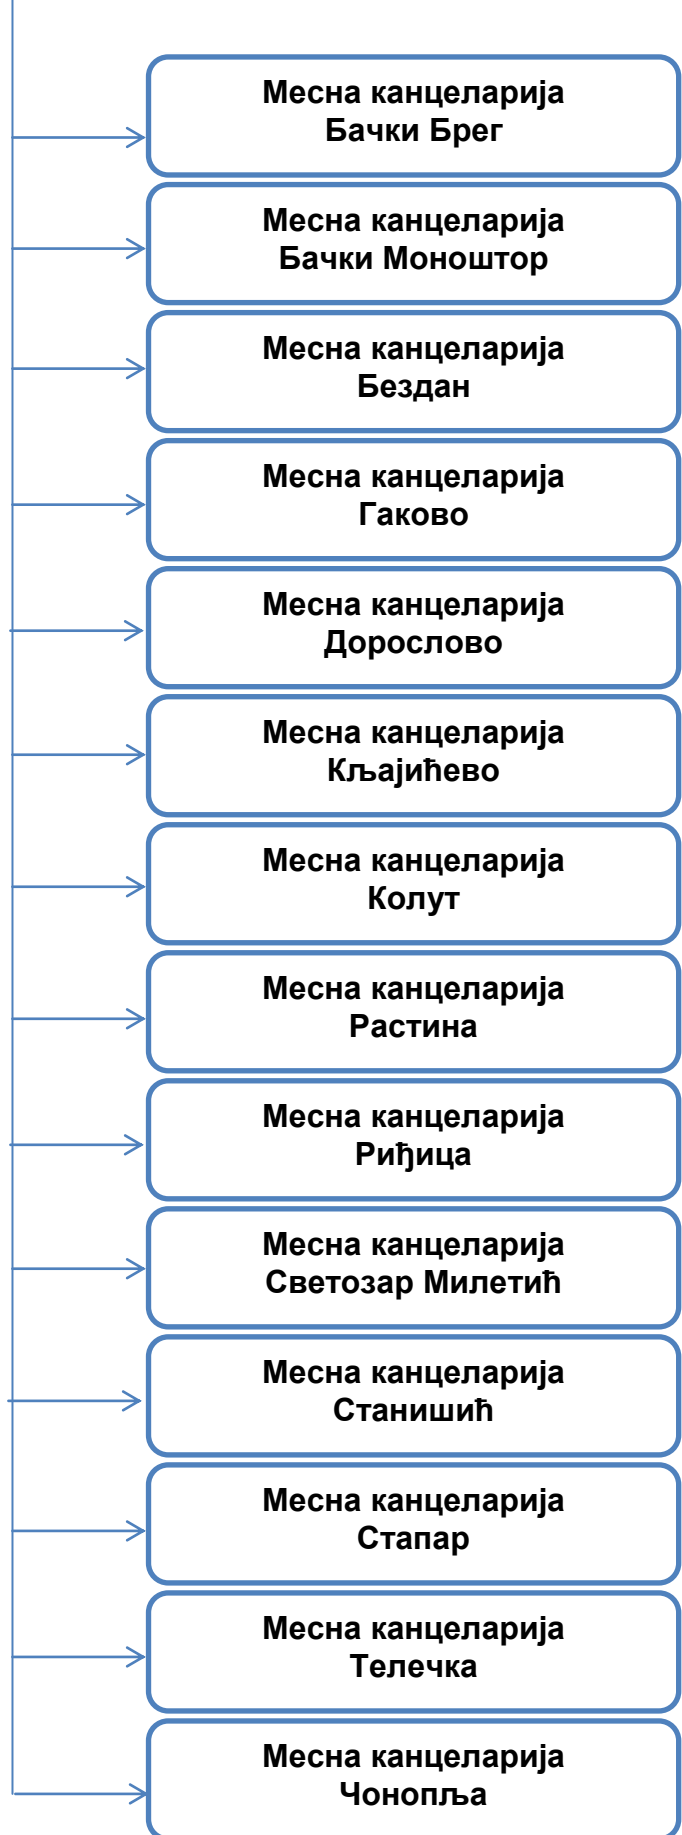 Месна канцеларија
Бачки Брег
Месна канцеларија
Бачки Моноштор
Месна канцеларија
Бездан
Месна канцеларија
Гаково
Месна канцеларија
Дорослово
Месна канцеларија
Кљајићево
Месна канцеларија
Колут
Месна канцеларија
Растина
Месна канцеларија
Риђица
Месна канцеларија
Светозар Милетић
Месна канцеларија
Станишић
Месна канцеларија
Стапар
Месна канцеларија
Телечка
Месна канцеларија
Чонопља